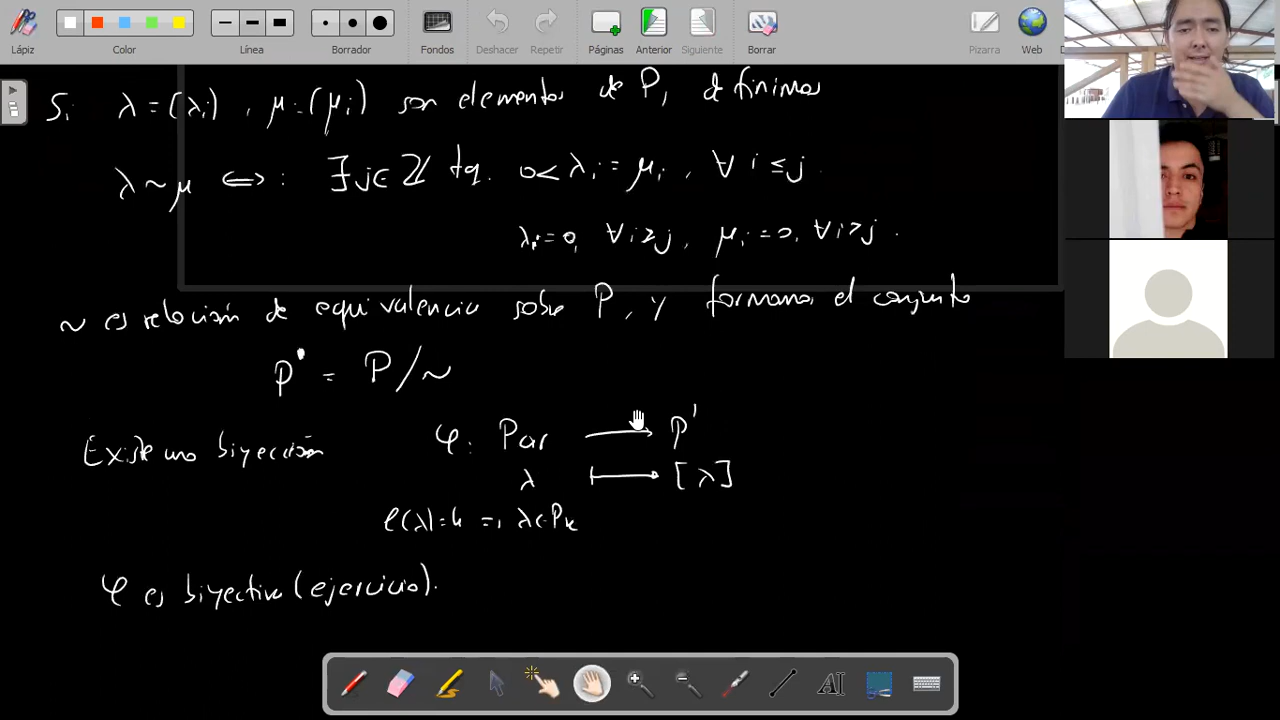 Lápiz Color Línea Borrador Fondos Deshacer Repetir Páginas Anterior Siguiente Borrar Pizarra Web
Si λ = (λi), μ = (μi) son elementos de P, definimos
λ ~ μ ⟺: ∃ j ∈ ℤ tq. 0 < λi = μi, ∀ i ≤ j.
λi = 0, ∀ i > j, μi = 0, ∀ i > j.
~ es relación de equivalencia sobre P, y formamos el conjunto
P' = P/~
Existe una biyección φ: Par ⟶ P'
λ ⟼ [λ]
ℓ(λ) = k ⇒ λ ∈ Pk
φ es biyectiva (ejercicio).